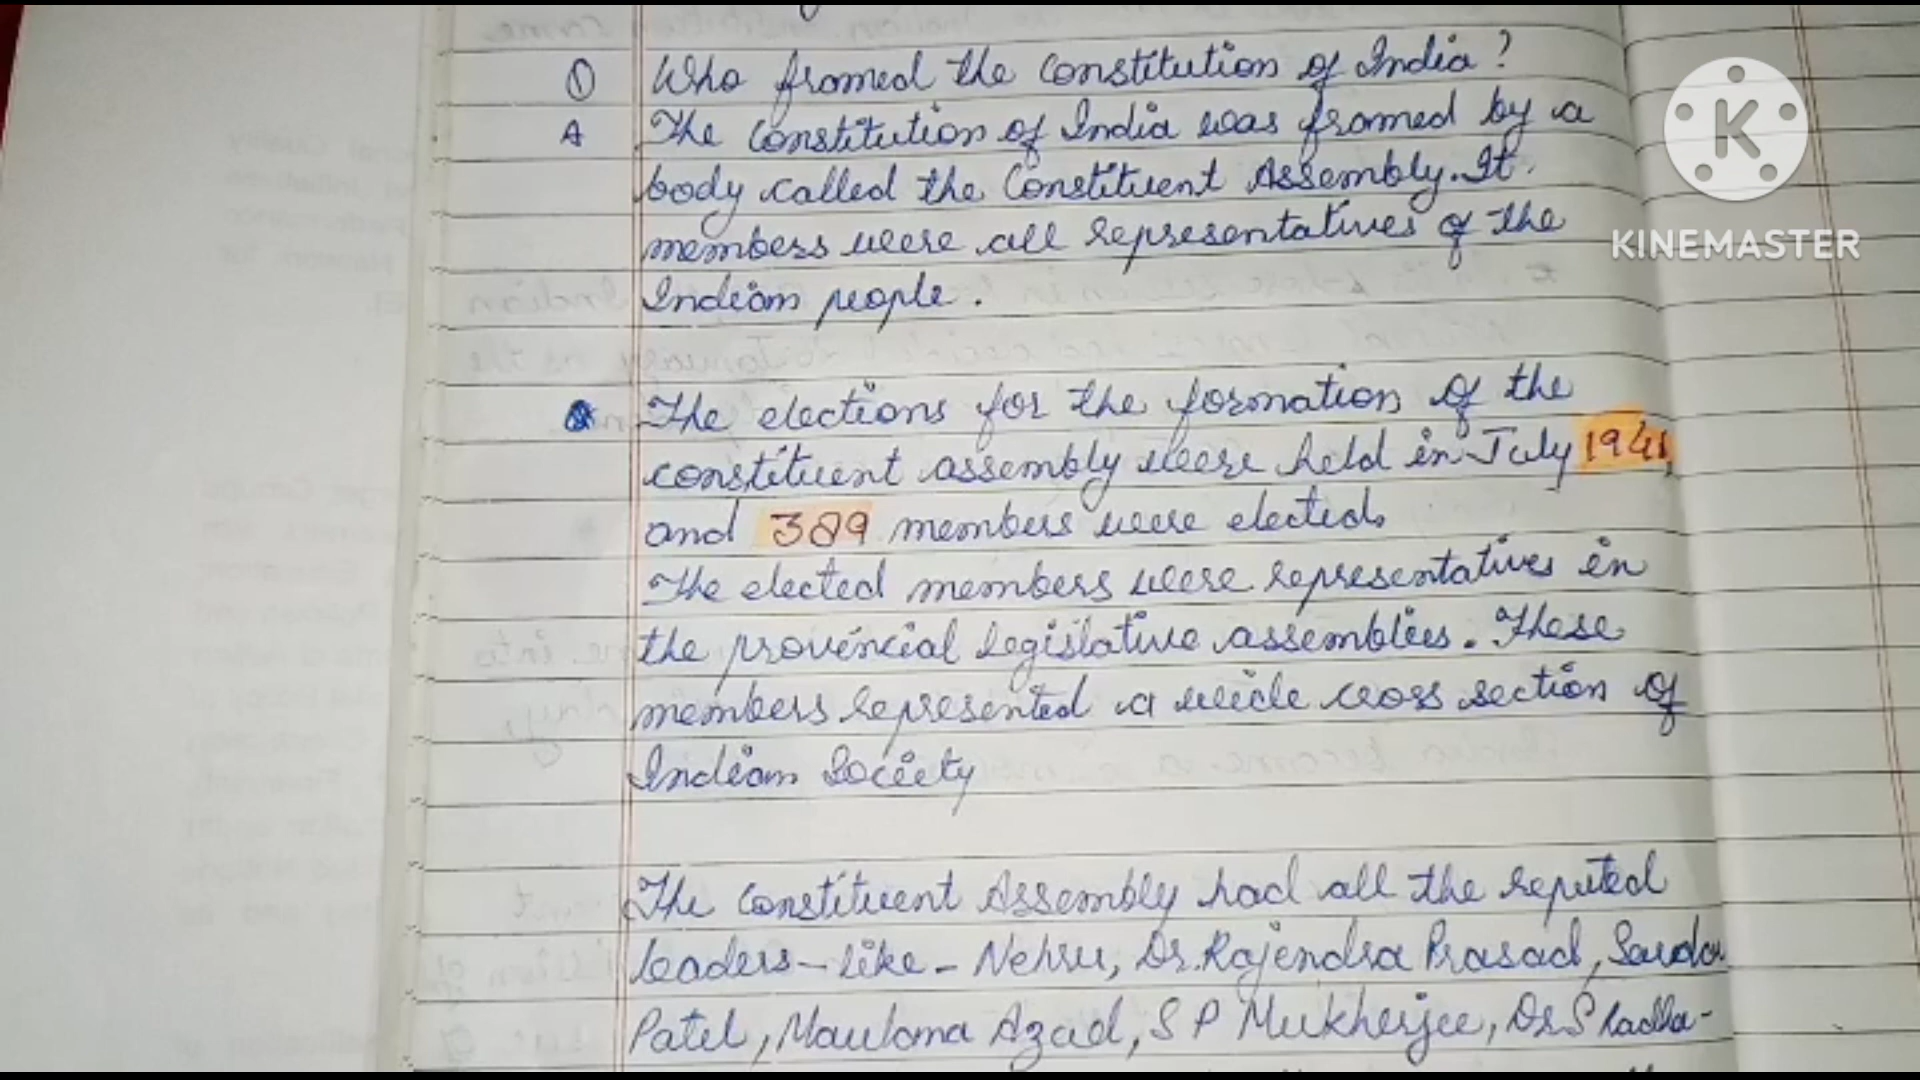 ① Who framed the Constitution of India?
A The Constitution of India was framed by a
body called the Constituent Assembly. It
members were all representatives of the
Indian people.
The elections for the formation of the
constituent assembly were held in July
and 389 members were elected.
The elected members were representatives in
the provincial legislative assemblies. These
members represented a wide cross section of
Indian Society
The Constituent Assembly had all the reputed
leaders - like - Nehru, Dr. Rajendra Prasad, Sardar
Patel, Maulana Azad, S P Mukherjee, Dr S Radha-
K
KINEMASTER